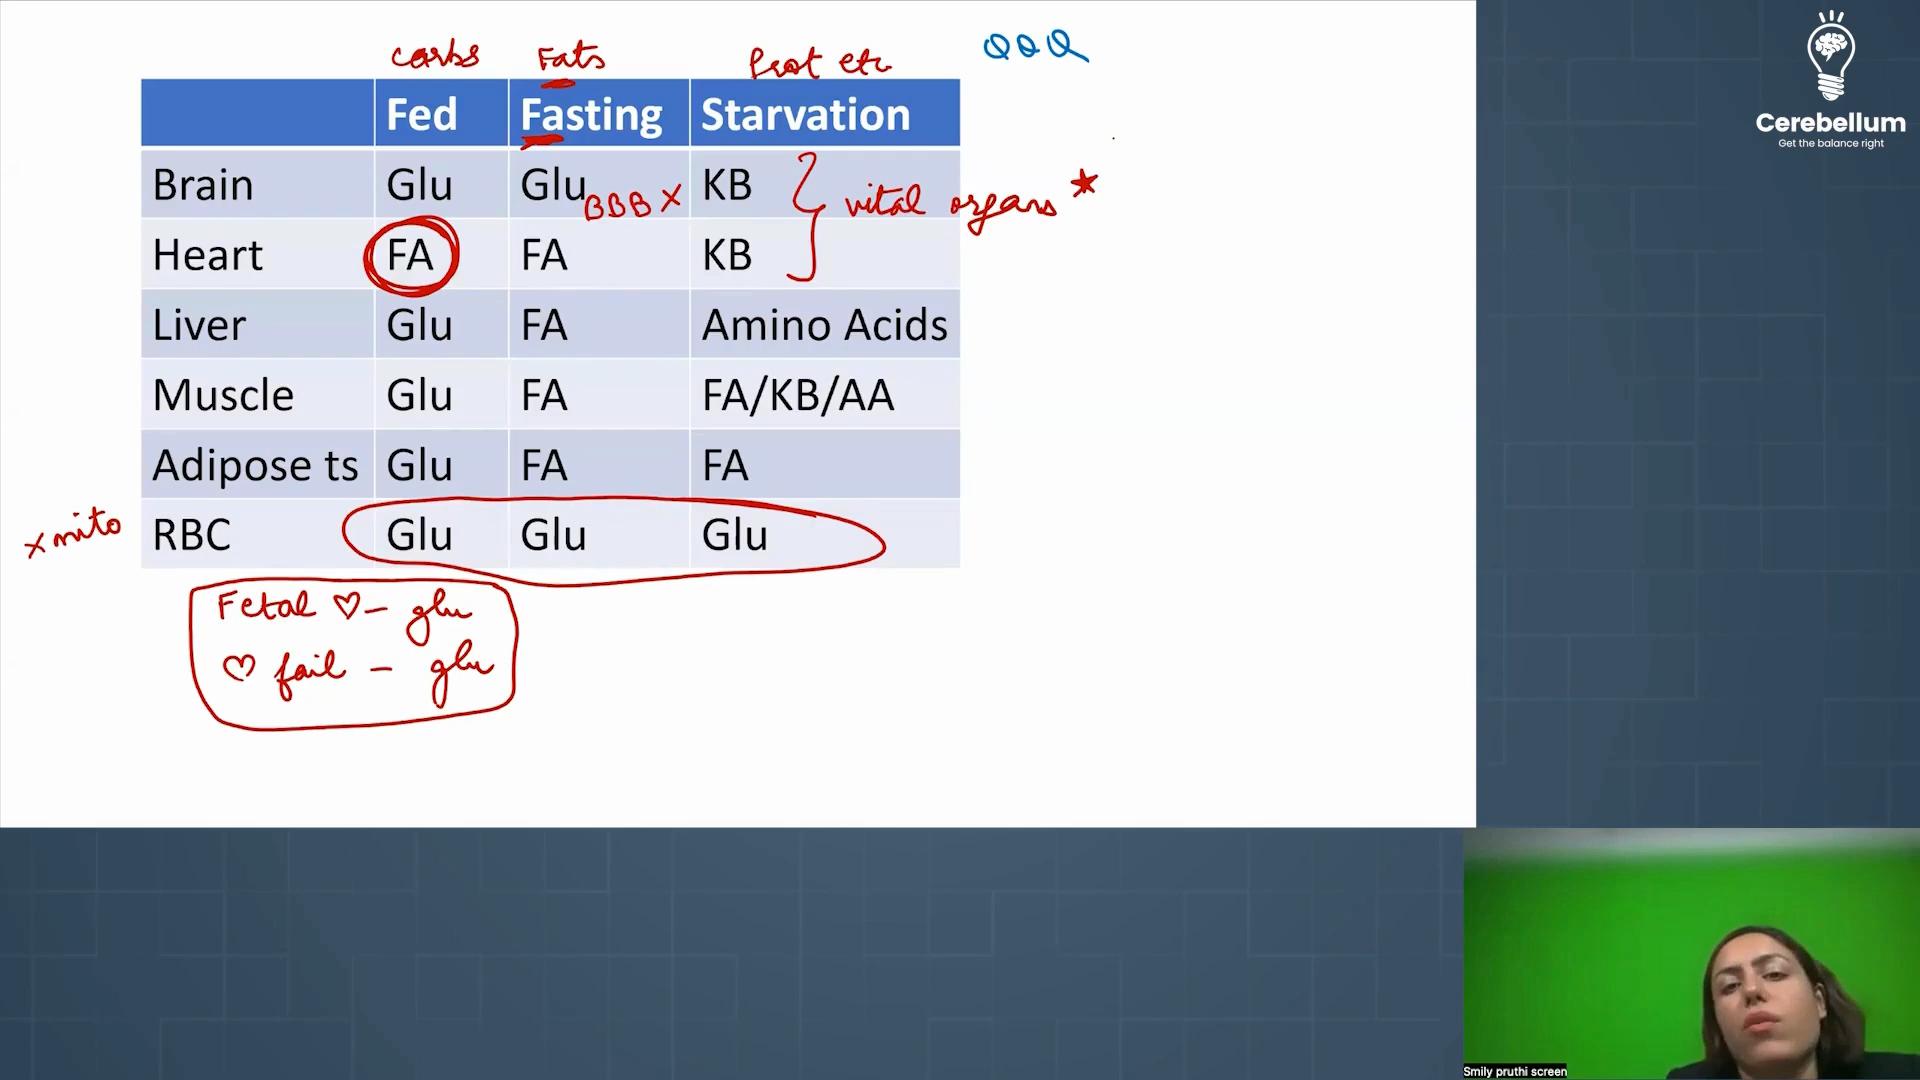 carbs Fats Prot etc QQQ
Fed Fasting Starvation
Brain Glu Glu BBB X KB vital organs ★
Heart FA FA KB
Liver Glu FA Amino Acids
Muscle Glu FA FA/KB/AA
Adipose ts Glu FA FA
x mito RBC Glu Glu Glu
Fetal ♡ – glu
♡ fail – glu
Cerebellum
Get the balance right
Smily pruthi screen